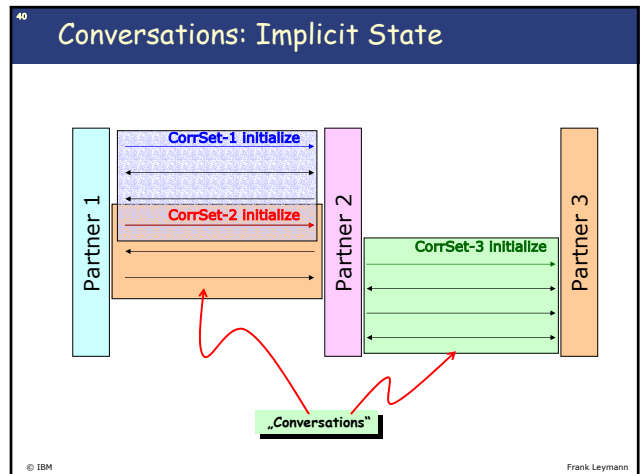 40
Conversations: Implicit State
Partner 1
CorrSet-1 initialize
CorrSet-2 initialize
Partner 2
CorrSet-3 initialize
Partner 3
„Conversations“
© IBM
Frank Leymann